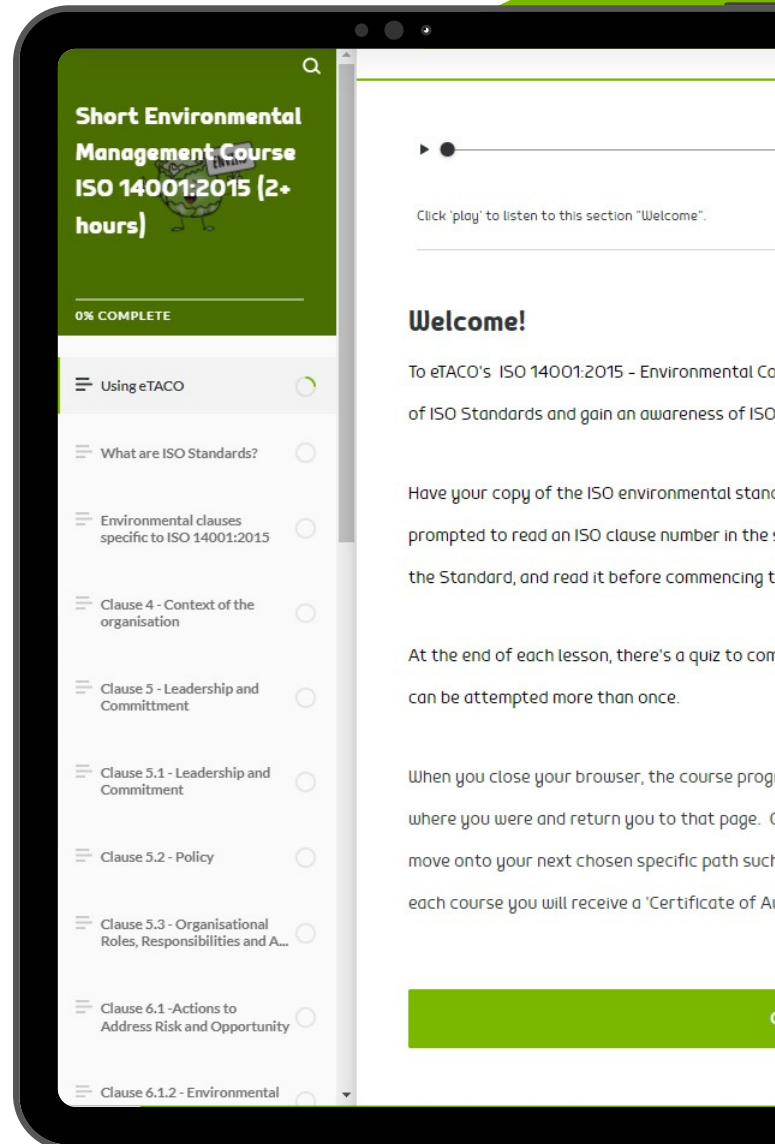 Short Environmental
Management Course
ISO 14001:2015 (2+
hours)
ENVIRO
0% COMPLETE
Using eTACO
What are ISO Standards?
Environmental clauses
specific to ISO 14001:2015
Clause 4 - Context of the
organisation
Clause 5 - Leadership and
Committment
Clause 5.1 - Leadership and
Commitment
Clause 5.2 - Policy
Clause 5.3 - Organisational
Roles, Responsibilities and A...
Clause 6.1 -Actions to
Address Risk and Opportunity
Clause 6.1.2 - Environmental
Click 'play' to listen to this section "Welcome".
Welcome!
To eTACO's ISO 14001:2015 - Environmental Co
of ISO Standards and gain an awareness of ISO
Have your copy of the ISO environmental stand
prompted to read an ISO clause number in the s
the Standard, and read it before commencing t
At the end of each lesson, there's a quiz to com
can be attempted more than once.
When you close your browser, the course progr
where you were and return you to that page.
move onto your next chosen specific path such
each course you will receive a 'Certificate of Au